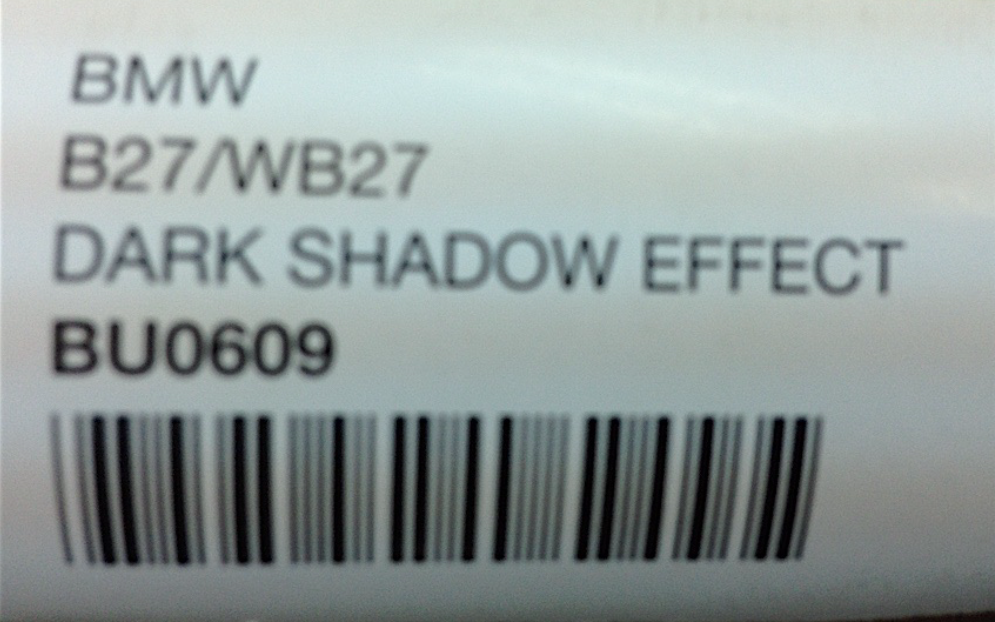 BMW
B27/WB27
DARK SHADOW EFFECT
BU0609